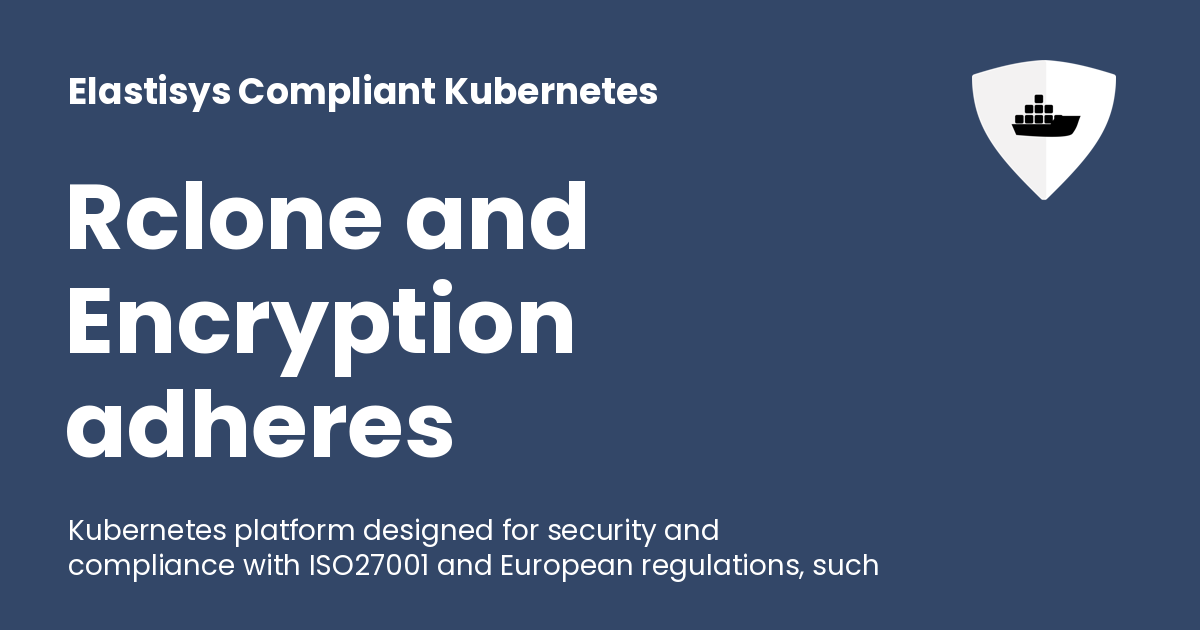 Elastisys Compliant Kubernetes
Rclone and
Encryption
adheres
Kubernetes platform designed for security and
compliance with ISO27001 and European regulations, such